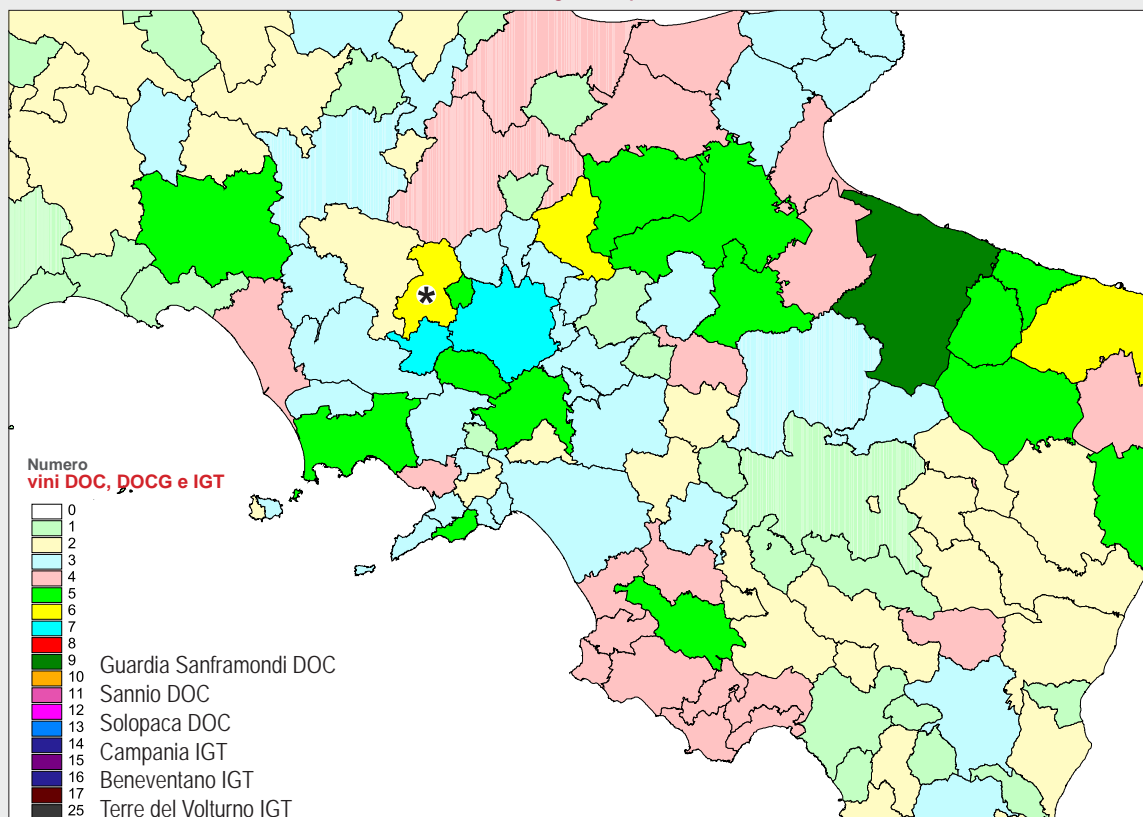 Numero
vini DOC, DOCG e IGT
0
1
2
3
4
5
6
7
8
9
10
11
12
13
14
15
16
17
25
Guardia Sanframondi DOC
Sannio DOC
Solopaca DOC
Campania IGT
Beneventano IGT
Terre del Volturno IGT
*